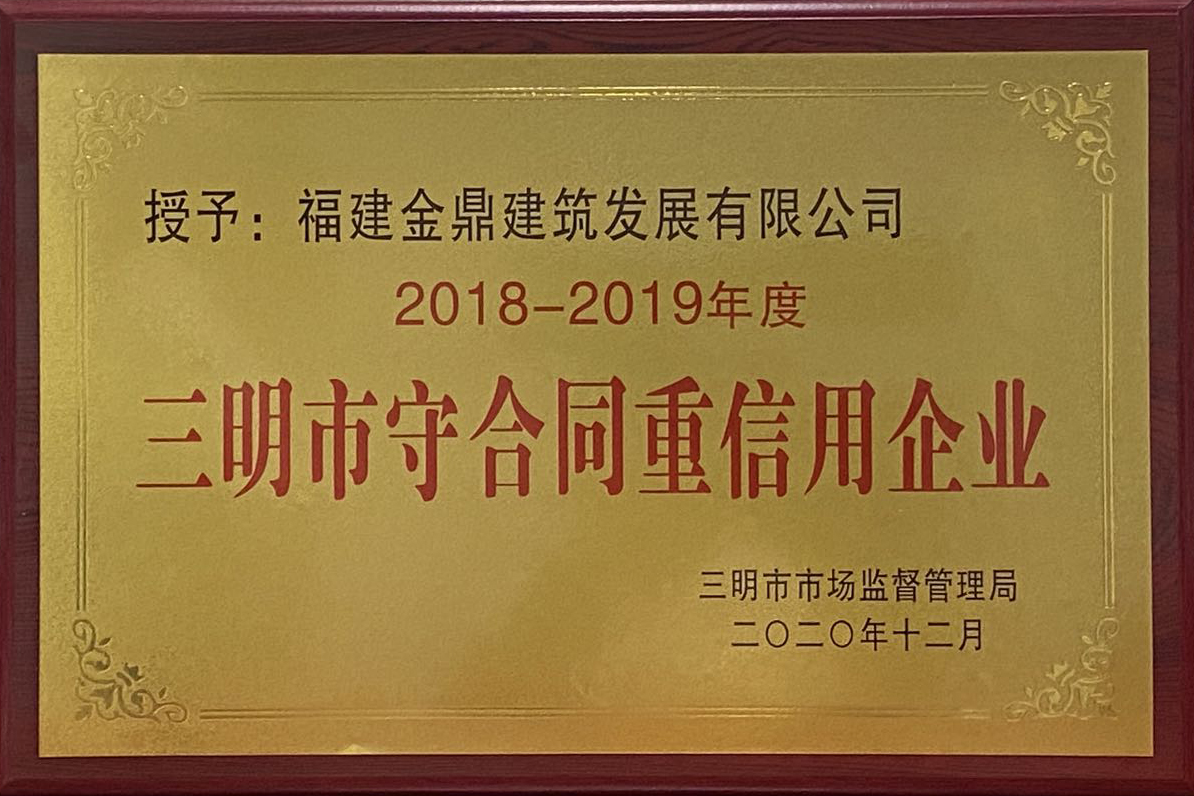 授予：福建金鼎建筑发展有限公司
2018-2019年度
三明市守合同重信用企业
三明市市场监督管理局
二〇二〇年十二月